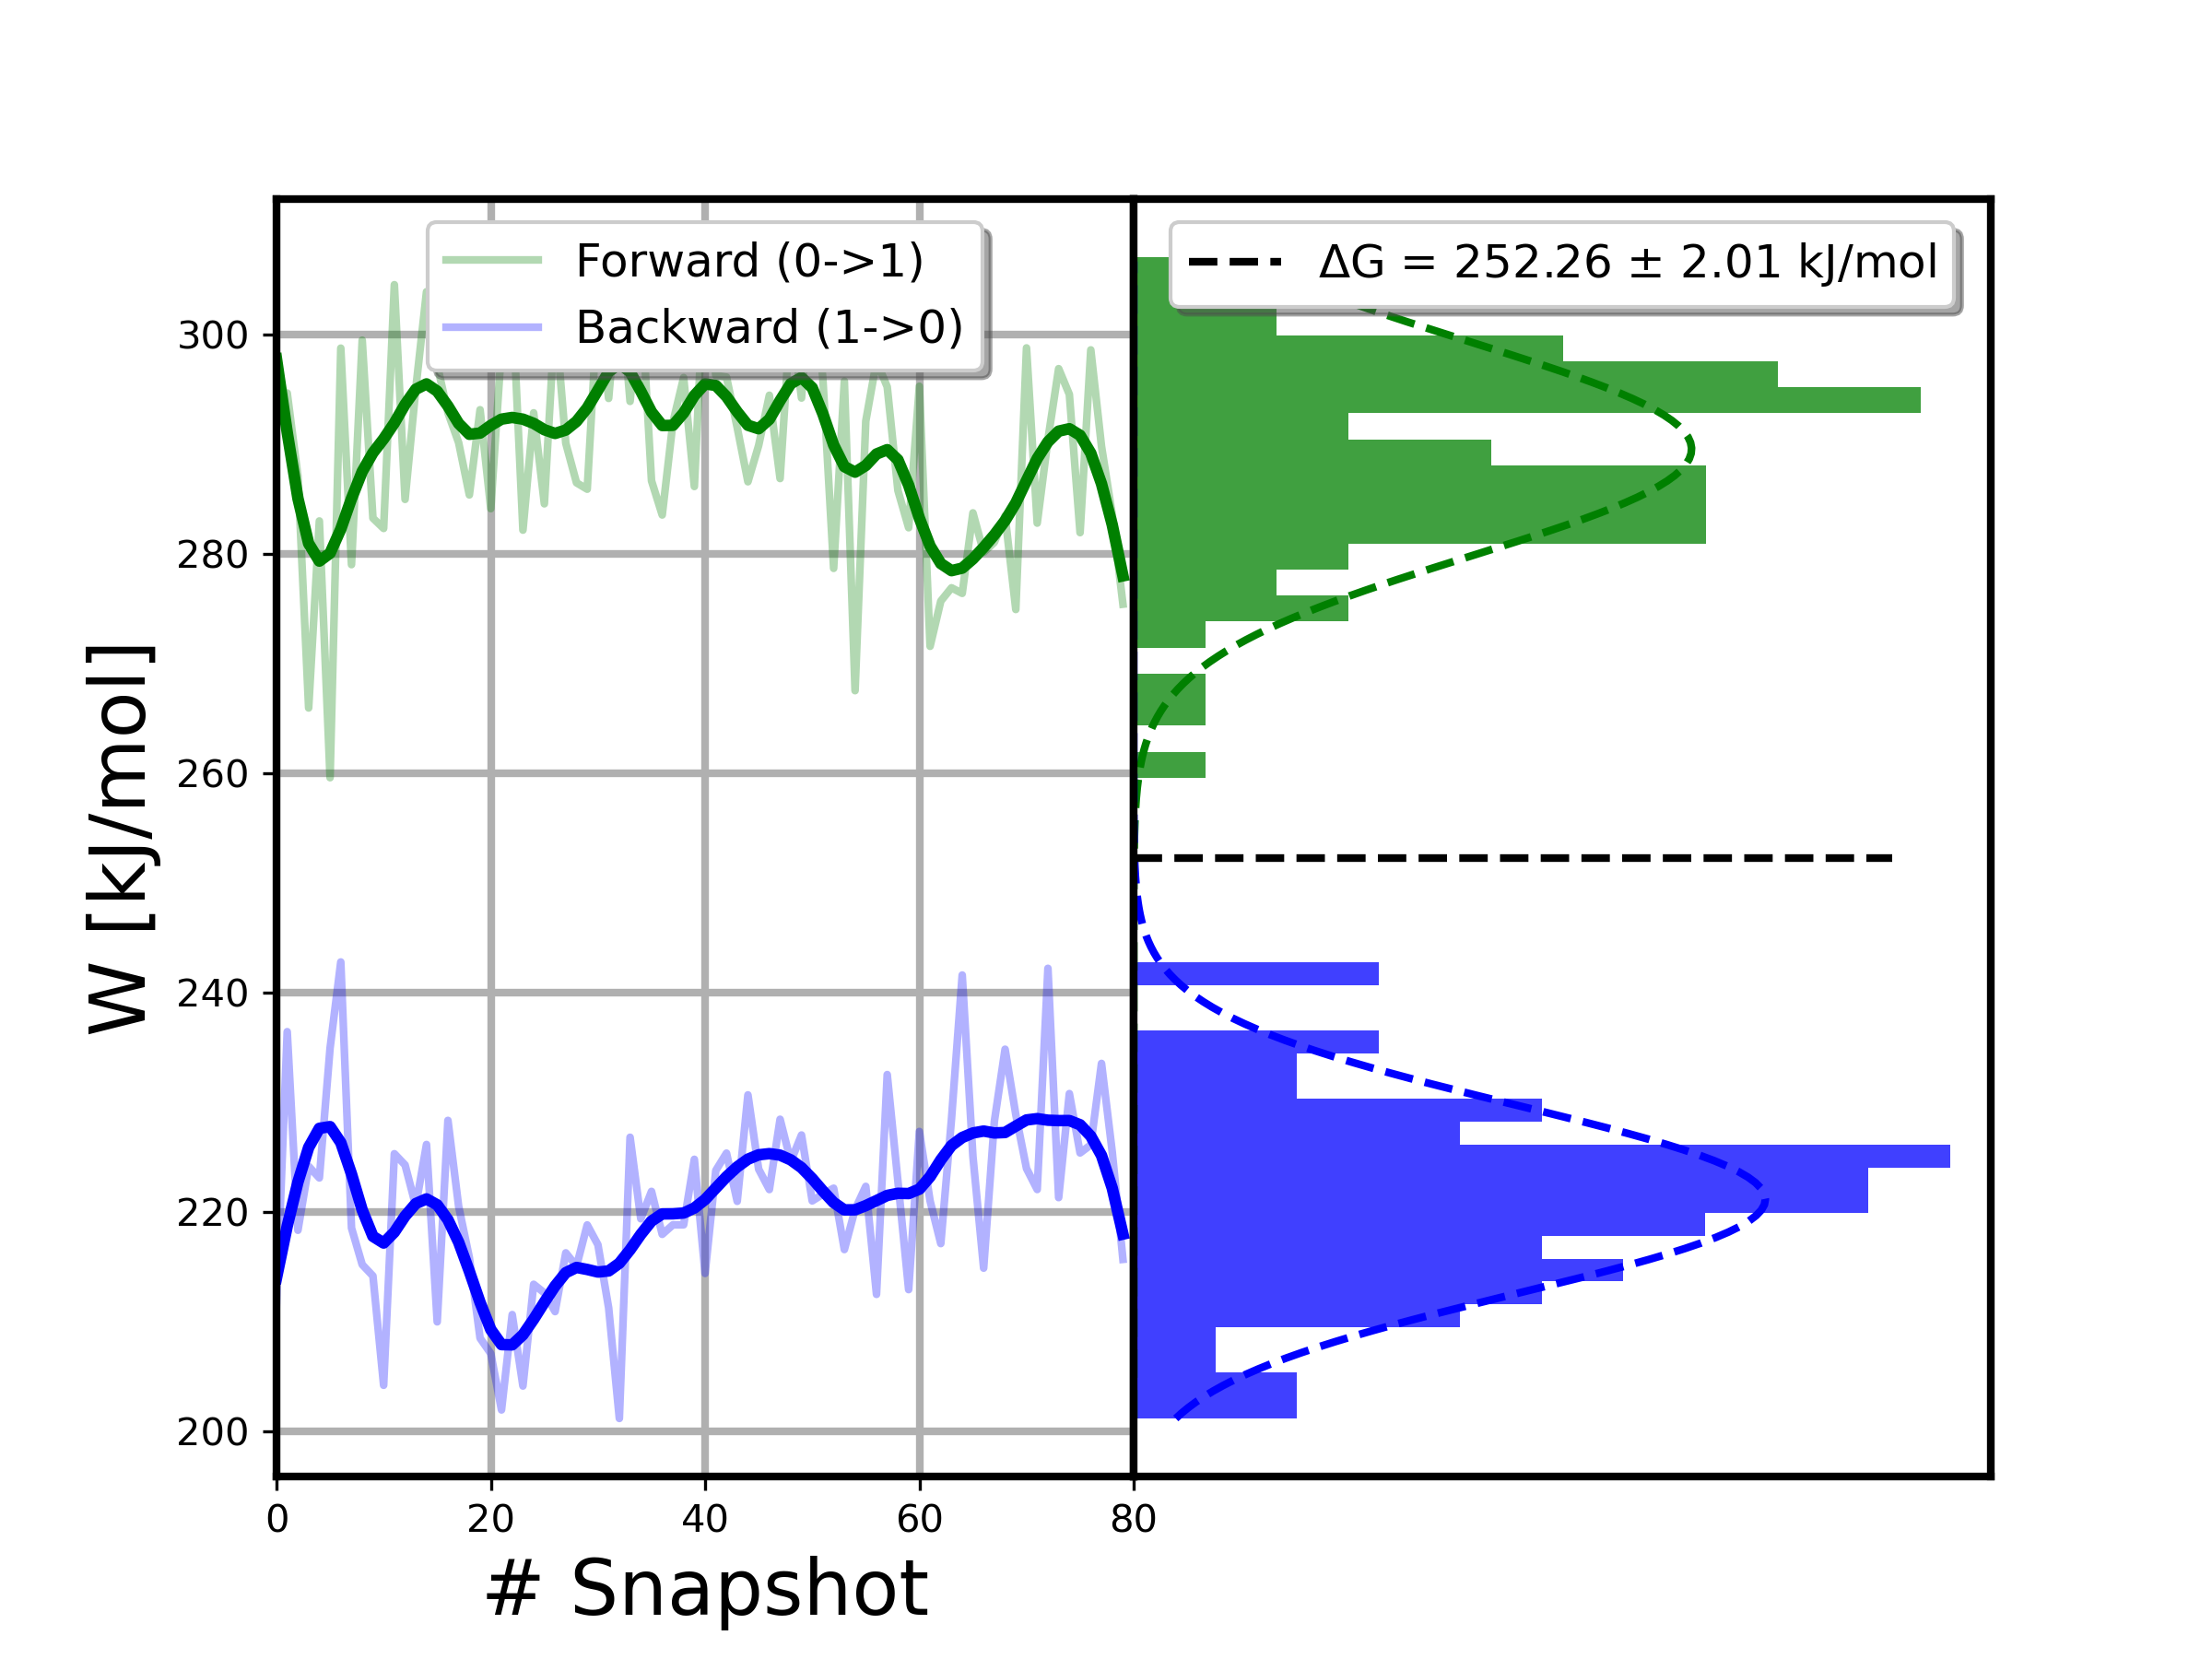 Forward (0->1)
Backward (1->0)
ΔG = 252.26 ± 2.01 kJ/mol
W [kJ/mol]
300
280
260
240
220
200
0
20
40
60
80
# Snapshot